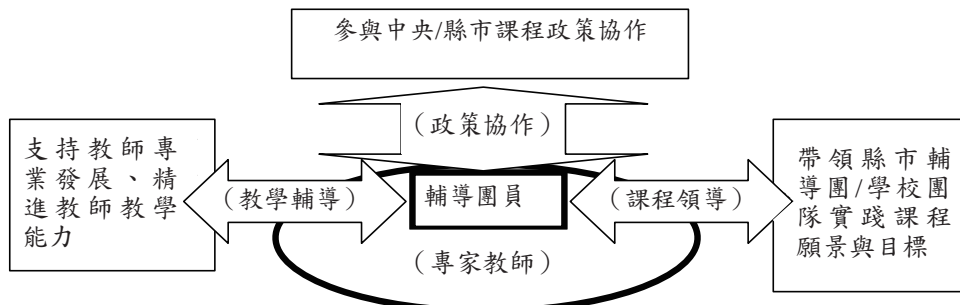 參與中央/縣市課程政策協作
（政策協作）
支持教師專
業發展、精
進教師教學
能力
（教學輔導）
輔導團員
（課程領導）
帶領縣市輔
導團/學校團
隊實踐課程
願景與目標
（專家教師）